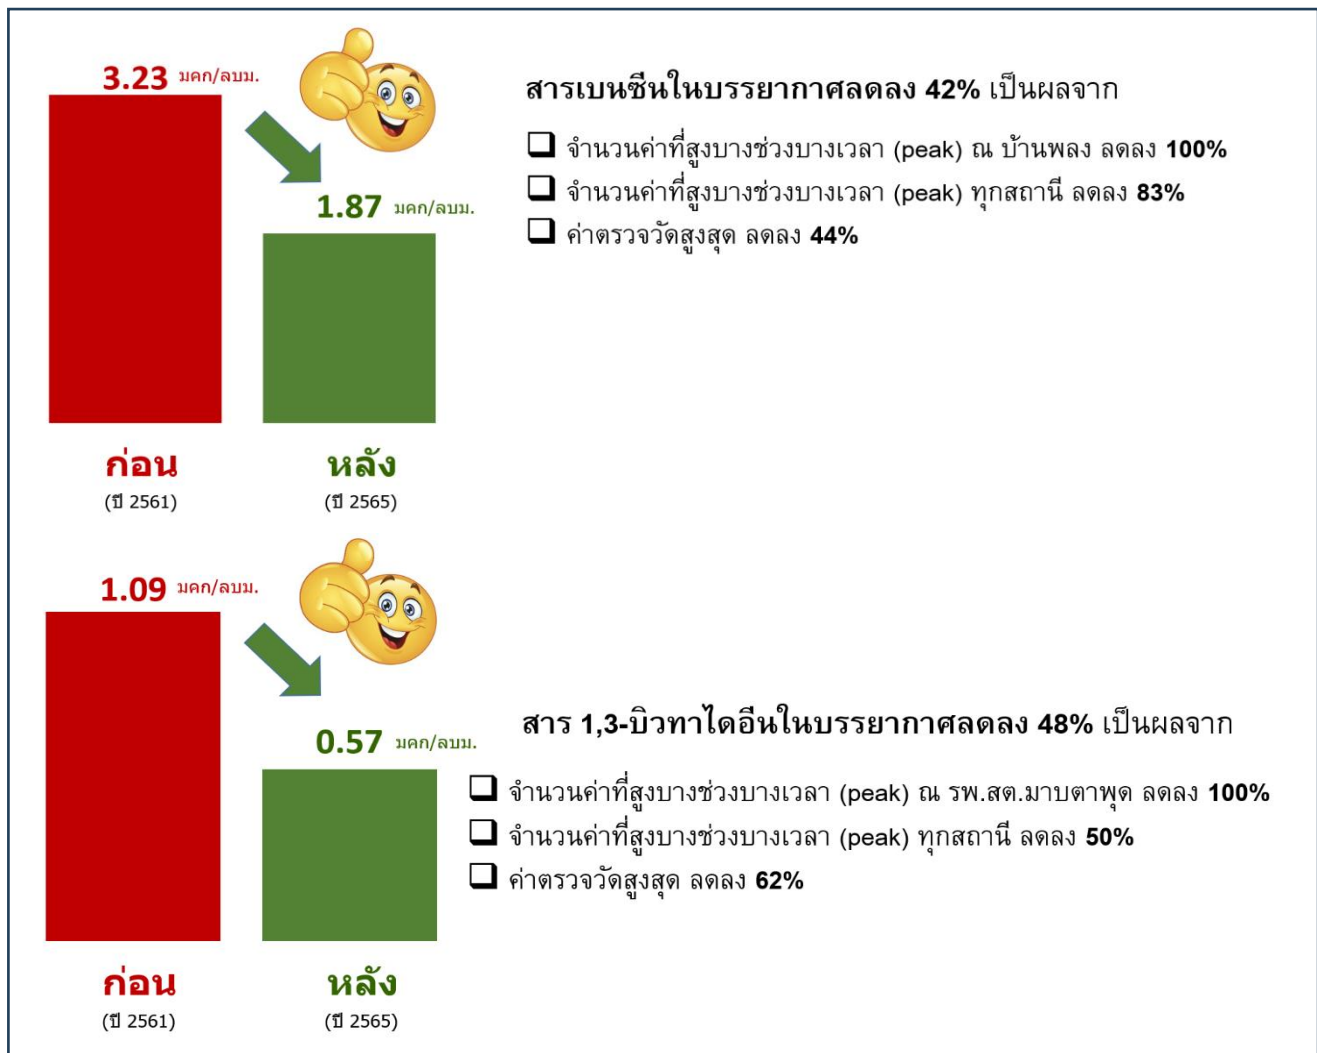 3.23 มคก/ลบม.
1.87 มคก/ลบม.
ก่อน
(ปี 2561)
หลัง
(ปี 2565)
สารเบนซีนในบรรยากาศลดลง 42% เป็นผลจาก
จำนวนค่าที่สูงบางช่วงบางเวลา (peak) ณ บ้านพลง ลดลง 100%
จำนวนค่าที่สูงบางช่วงบางเวลา (peak) ทุกสถานี ลดลง 83%
ค่าตรวจวัดสูงสุด ลดลง 44%
1.09 มคก/ลบม.
0.57 มคก/ลบม.
ก่อน
(ปี 2561)
หลัง
(ปี 2565)
สาร 1,3-บิวทาไดอีนในบรรยากาศลดลง 48% เป็นผลจาก
จำนวนค่าที่สูงบางช่วงบางเวลา (peak) ณ รพ.สต.มาบตาพุด ลดลง 100%
จำนวนค่าที่สูงบางช่วงบางเวลา (peak) ทุกสถานี ลดลง 50%
ค่าตรวจวัดสูงสุด ลดลง 62%